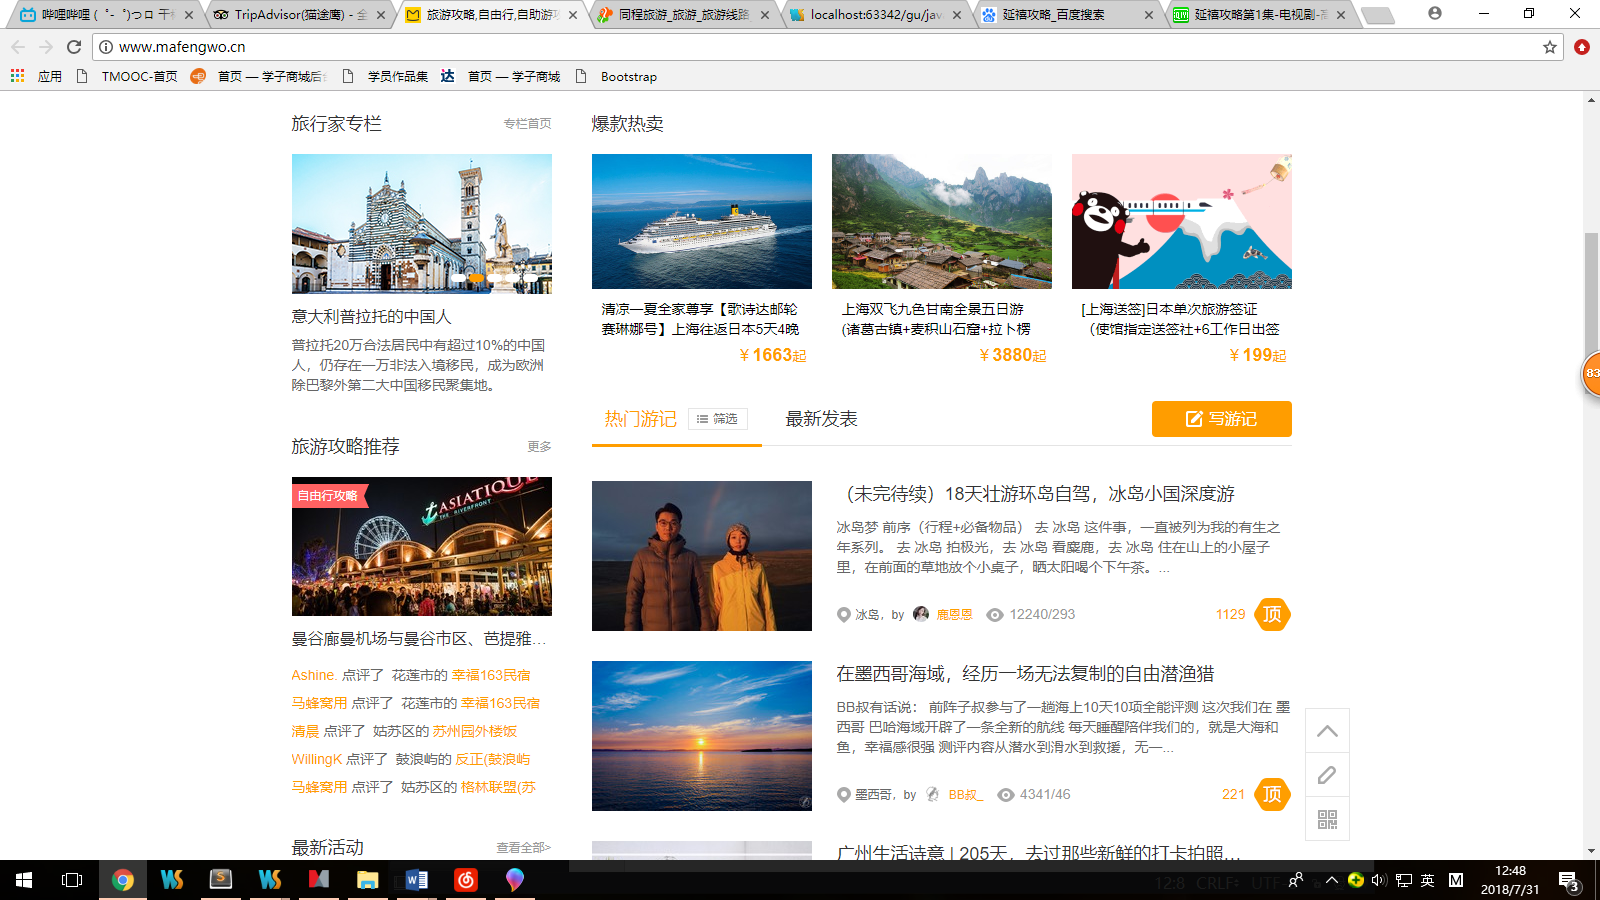 哔哩哔哩 ( ゜- ゜)つロ 干杯
TripAdvisor(猫途鹰) - 全
旅游攻略,自由行,自助游攻
同程旅游_旅游_旅游线路
localhost:63342/gu/jav
延禧攻略_百度搜索
延禧攻略第1集-电视剧-高
www.mafengwo.cn
应用
TMOOC-首页
首页 — 学子商城后台
学员作品集
首页 — 学子商城
Bootstrap
旅行家专栏
专栏首页
意大利普拉托的中国人
普拉托20万合法居民中有超过10%的中国
人，仍存在一万非法入境移民，成为欧洲
除巴黎外第二大中国移民聚集地。
旅游攻略推荐
更多
自由行攻略
ASIATIQUE
THE RIVERFRONT
曼谷廊曼机场与曼谷市区、芭提雅...
Ashine. 点评了 花莲市的 幸福163民宿
马蜂窝用 点评了 花莲市的 幸福163民宿
清晨 点评了 姑苏区的 苏州园外楼饭
WillingK 点评了 鼓浪屿的 反正(鼓浪屿
马蜂窝用 点评了 姑苏区的 格林联盟(苏
最新活动
查看全部>
爆款热卖
清凉一夏全家尊享【歌诗达邮轮
赛琳娜号】上海往返日本5天4晚
￥1663起
上海双飞九色甘南全景五日游
(诸葛古镇+麦积山石窟+拉卜楞
￥3880起
[上海送签]日本单次旅游签证
（使馆指定送签社+6工作日出签
￥199起
热门游记
筛选
最新发表
写游记
（未完待续）18天壮游环岛自驾，冰岛小国深度游
冰岛梦 前序（行程+必备物品） 去 冰岛 这件事，一直被列为我的有生之
年系列。 去 冰岛 拍极光，去 冰岛 看麋鹿，去 冰岛 住在山上的小屋子
里，在前面的草地放个小桌子，晒太阳喝个下午茶。...
冰岛，by 鹿恩恩 12240/293
1129 顶
在墨西哥海域，经历一场无法复制的自由潜渔猎
BB叔有话说： 前阵子叔参与了一趟海上10天10项全能评测 这次我们在 墨
西哥 巴哈海域开辟了一条全新的航线 每天睡醒陪伴我们的，就是大海和
鱼，幸福感很强 测评内容从潜水到滑水到救援，无一...
墨西哥，by BB叔_ 4341/46
221 顶
广州生活诗意 | 205天，去过那些新鲜的打卡拍照...
83
12:8 CRLF: UTF-
英
M
12:48
2018/7/31
3